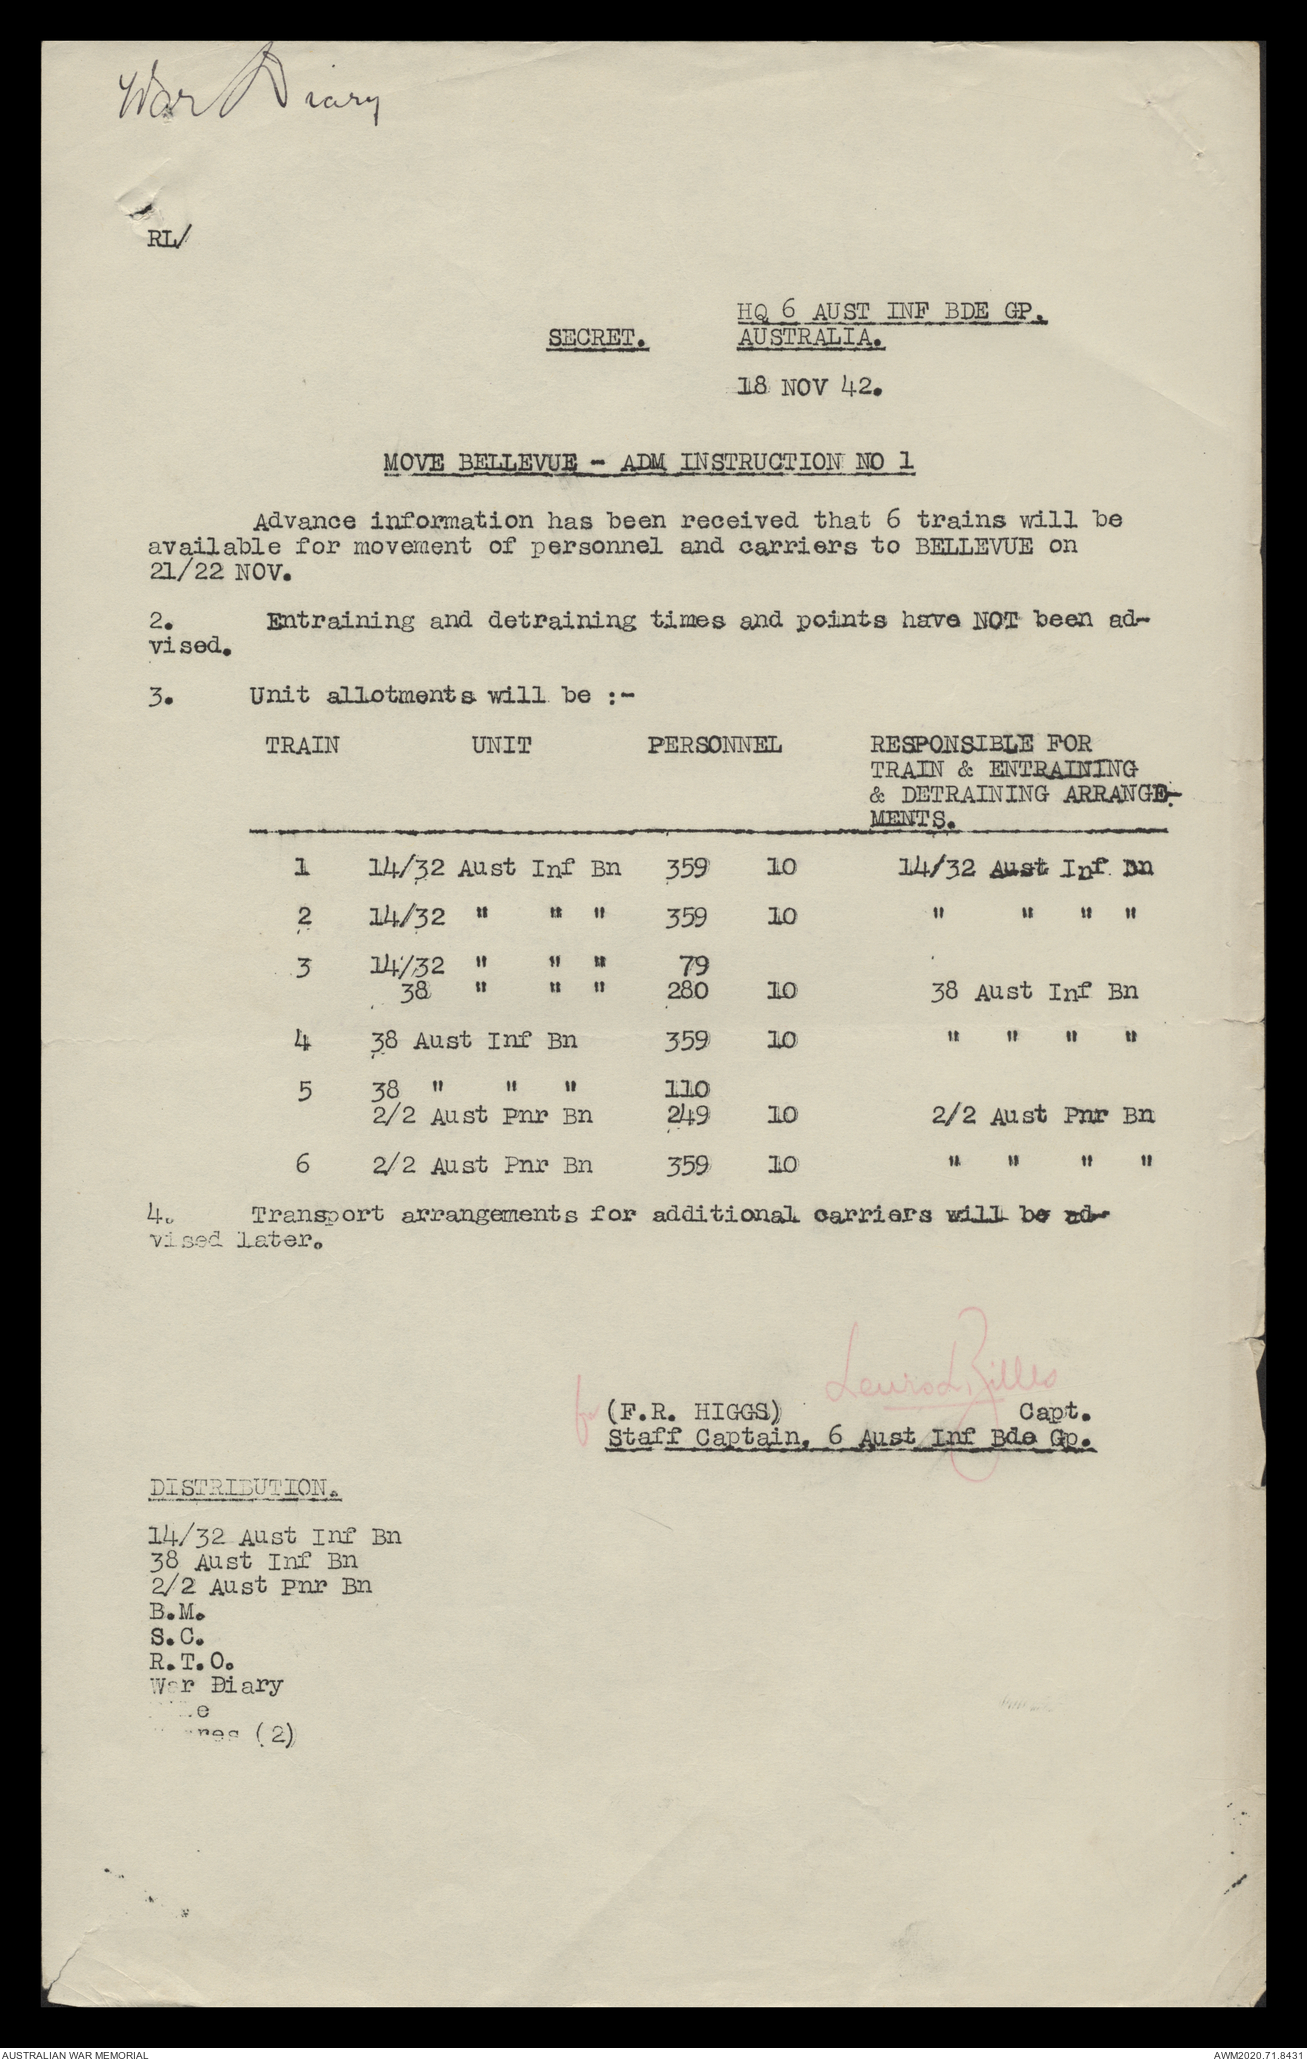 War Diary
RL/
HQ 6 AUST INF BDE GP.
SECRET. AUSTRALIA.
18 NOV 42.
MOVE BELLEVUE - ADM INSTRUCTION NO 1
Advance information has been received that 6 trains will be
available for movement of personnel and carriers to BELLEVUE on
21/22 NOV.
2. Entraining and detraining times and points have NOT been ad-
vised.
3. Unit allotments will be :-
TRAIN UNIT PERSONNEL RESPONSIBLE FOR
TRAIN & ENTRAINING
& DETRAINING ARRANGE-
MENTS.
1 14/32 Aust Inf Bn 359 10 14/32 Aust Inf Bn
2 14/32 " " " 359 10 " " " "
3 14/32 " " " 79
38 " " " 280 10 38 Aust Inf Bn
4 38 Aust Inf Bn 359 10 " " " "
5 38 " " " 110
2/2 Aust Pnr Bn 249 10 2/2 Aust Pnr Bn
6 2/2 Aust Pnr Bn 359 10 " " " "
4. Transport arrangements for additional carriers will be ad-
vised later.
for (F.R. HIGGS) Capt.
Staff Captain, 6 Aust Inf Bde Gp.
DISTRIBUTION.
14/32 Aust Inf Bn
38 Aust Inf Bn
2/2 Aust Pnr Bn
B.M.
S.C.
R.T.O.
War Diary
(2)
AUSTRALIAN WAR MEMORIAL AWM2020.71.8431